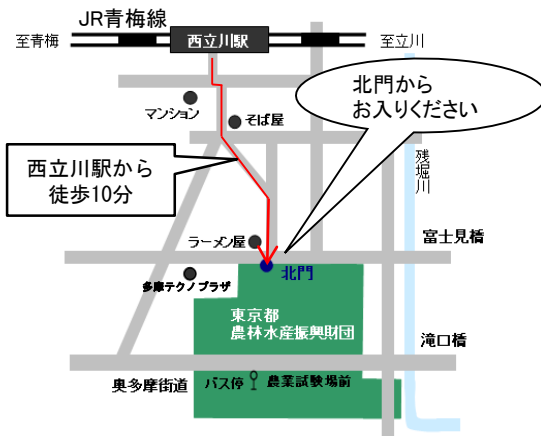 JR青梅線
至青梅
西立川駅
至立川
北門から
お入りください
マンション
そば屋
西立川駅から
徒歩10分
残堀川
ラーメン屋
富士見橋
北門
多摩テクノプラザ
東京都
農林水産振興財団
滝口橋
奥多摩街道
バス停
農業試験場前